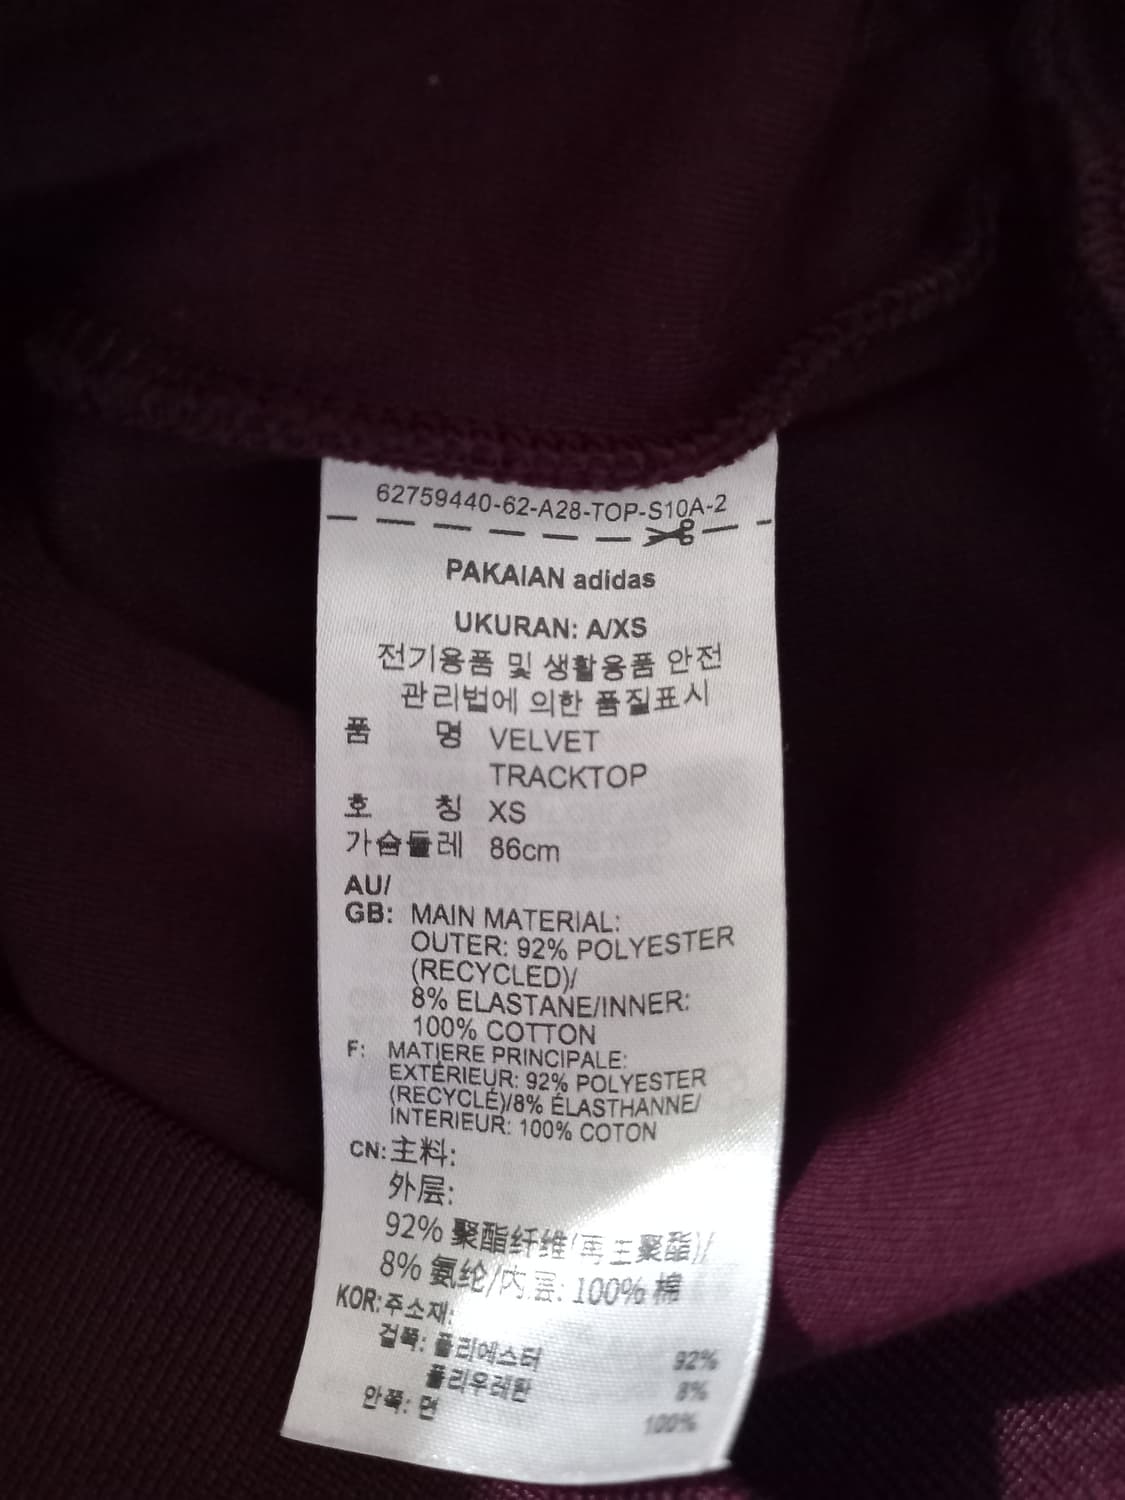 62759440-62-A28-TOP-S10A-2
PAKAIAN adidas
UKURAN: A/XS
전기용품 및 생활용품 안전
관리법에 의한 품질표시
품 명 VELVET
TRACKTOP
호 칭 XS
가슴둘레 86cm
AU/
GB: MAIN MATERIAL:
OUTER: 92% POLYESTER
(RECYCLED)/
8% ELASTANE/INNER:
100% COTTON
F: MATIERE PRINCIPALE:
EXTÉRIEUR: 92% POLYESTER
(RECYCLÉ)/8% ÉLASTHANNE/
INTERIEUR: 100% COTON
CN: 主料:
外层:
92% 聚酯纤维(再生聚酯)/
8% 氨纶/内层: 100% 棉
KOR: 주소재:
겉쪽: 폴리에스터 92%
폴리우레탄 8%
안쪽: 면 100%